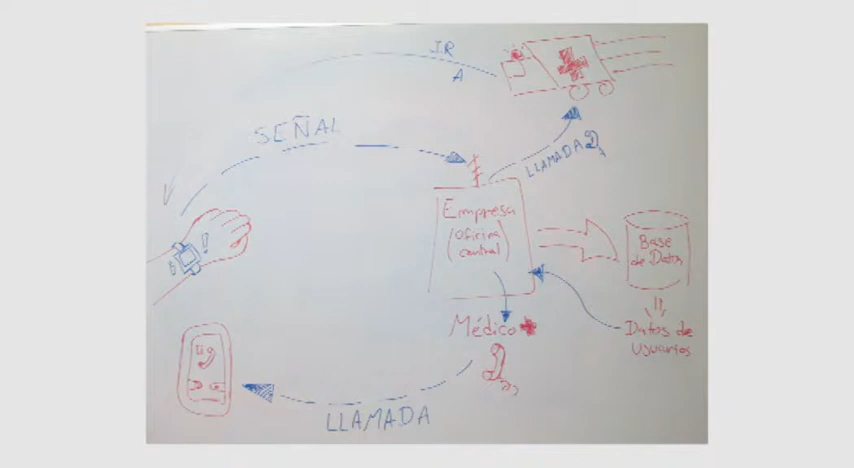 IR
A
SEÑAL
LLAMADA
Empresa
(oficina
central)
Base
de Datos
Médico
Datos de
Usuarios
LLAMADA